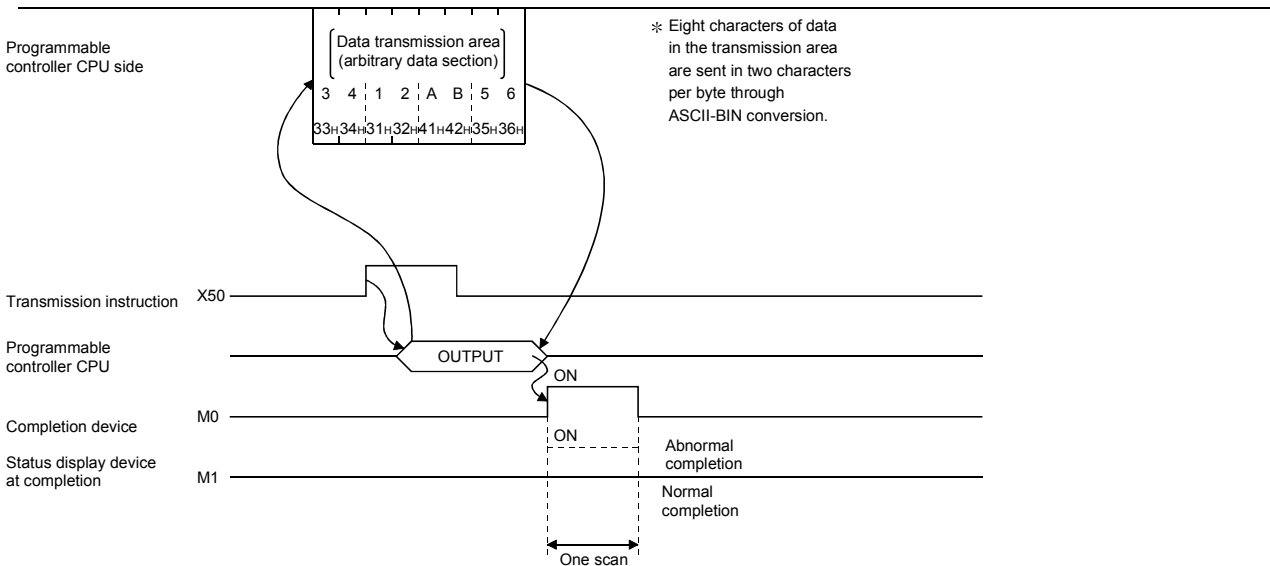 Programmable
controller CPU side
Data transmission area
(arbitrary data section)
3 4 1 2 A B 5 6
33H 34H 31H 32H 41H 42H 35H 36H
* Eight characters of data
in the transmission area
are sent in two characters
per byte through
ASCII-BIN conversion.
Transmission instruction X50
Programmable
controller CPU
OUTPUT
ON
Completion device M0
ON
Abnormal
completion
Status display device
at completion
M1
Normal
completion
One scan